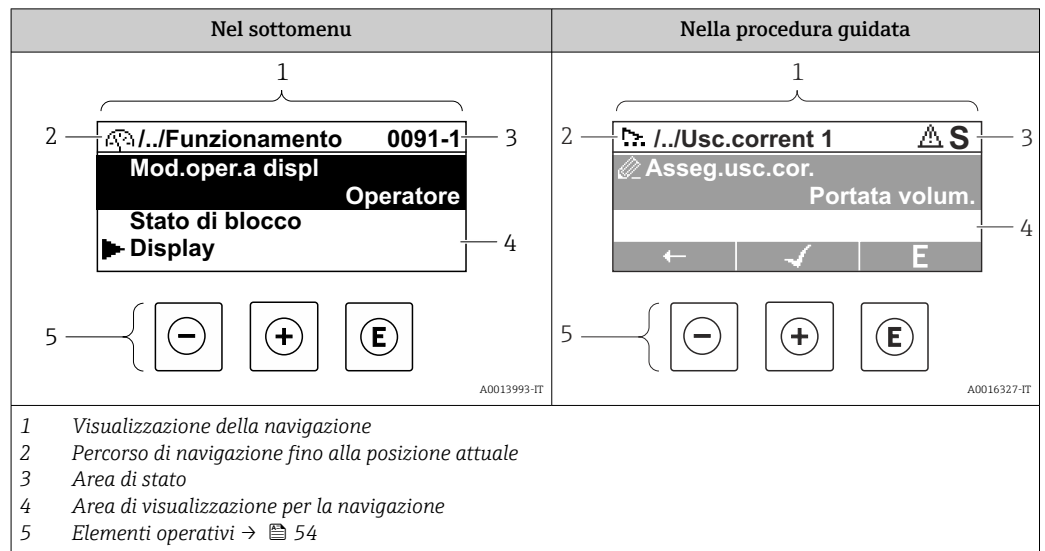 Nel sottomenu
1
2
/../Funzionamento 0091-1
3
Mod.oper.a displ
Operatore
Stato di blocco
Display
4
5
- + E
A0013993-IT
Nella procedura guidata
1
2
/../Usc.corrent 1 S
3
Asseg.usc.cor.
Portata volum.
4
E
5
- + E
A0016327-IT
1 Visualizzazione della navigazione
2 Percorso di navigazione fino alla posizione attuale
3 Area di stato
4 Area di visualizzazione per la navigazione
5 Elementi operativi → 54